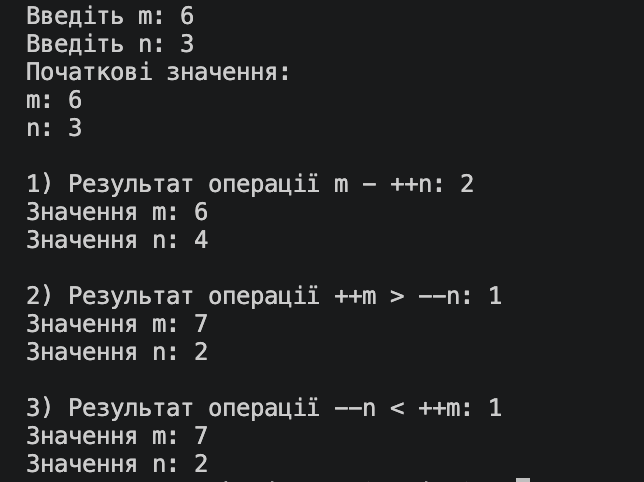 Введіть m: 6
Введіть n: 3
Початкові значення:
m: 6
n: 3
1) Результат операції m - ++n: 2
Значення m: 6
Значення n: 4
2) Результат операції ++m > --n: 1
Значення m: 7
Значення n: 2
3) Результат операції --n < ++m: 1
Значення m: 7
Значення n: 2